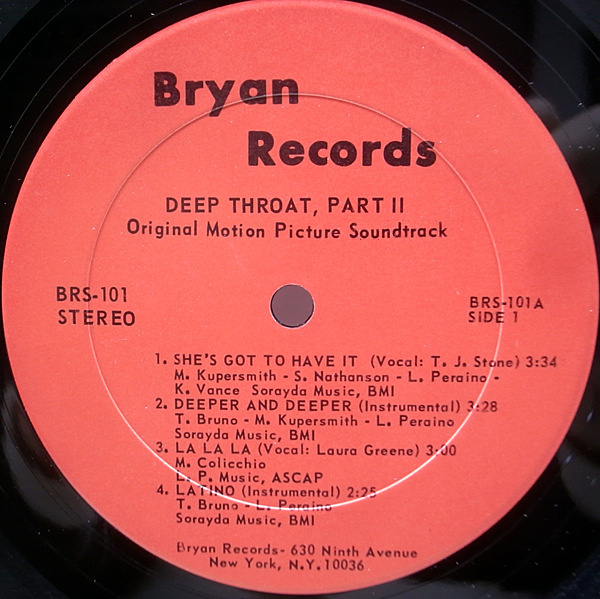 Bryan
Records
DEEP THROAT, PART II
Original Motion Picture Soundtrack
BRS-101
STEREO
BRS-101A
SIDE 1
1. SHE'S GOT TO HAVE IT (Vocal: T. J. Stone) 3:34
M. Kupersmith - S. Nathanson - L. Peraino -
K. Vance Sorayda Music, BMI
2. DEEPER AND DEEPER (Instrumental) 3:28
T. Bruno - M. Kupersmith - L. Peraino
Sorayda Music, BMI
3. LA LA LA (Vocal: Laura Greene) 3:00
M. Colicchio
L. P. Music, ASCAP
4. LATINO (Instrumental) 2:25
T. Bruno - L. Peraino
Sorayda Music, BMI
Bryan Records- 630 Ninth Avenue
New York, N.Y. 10036